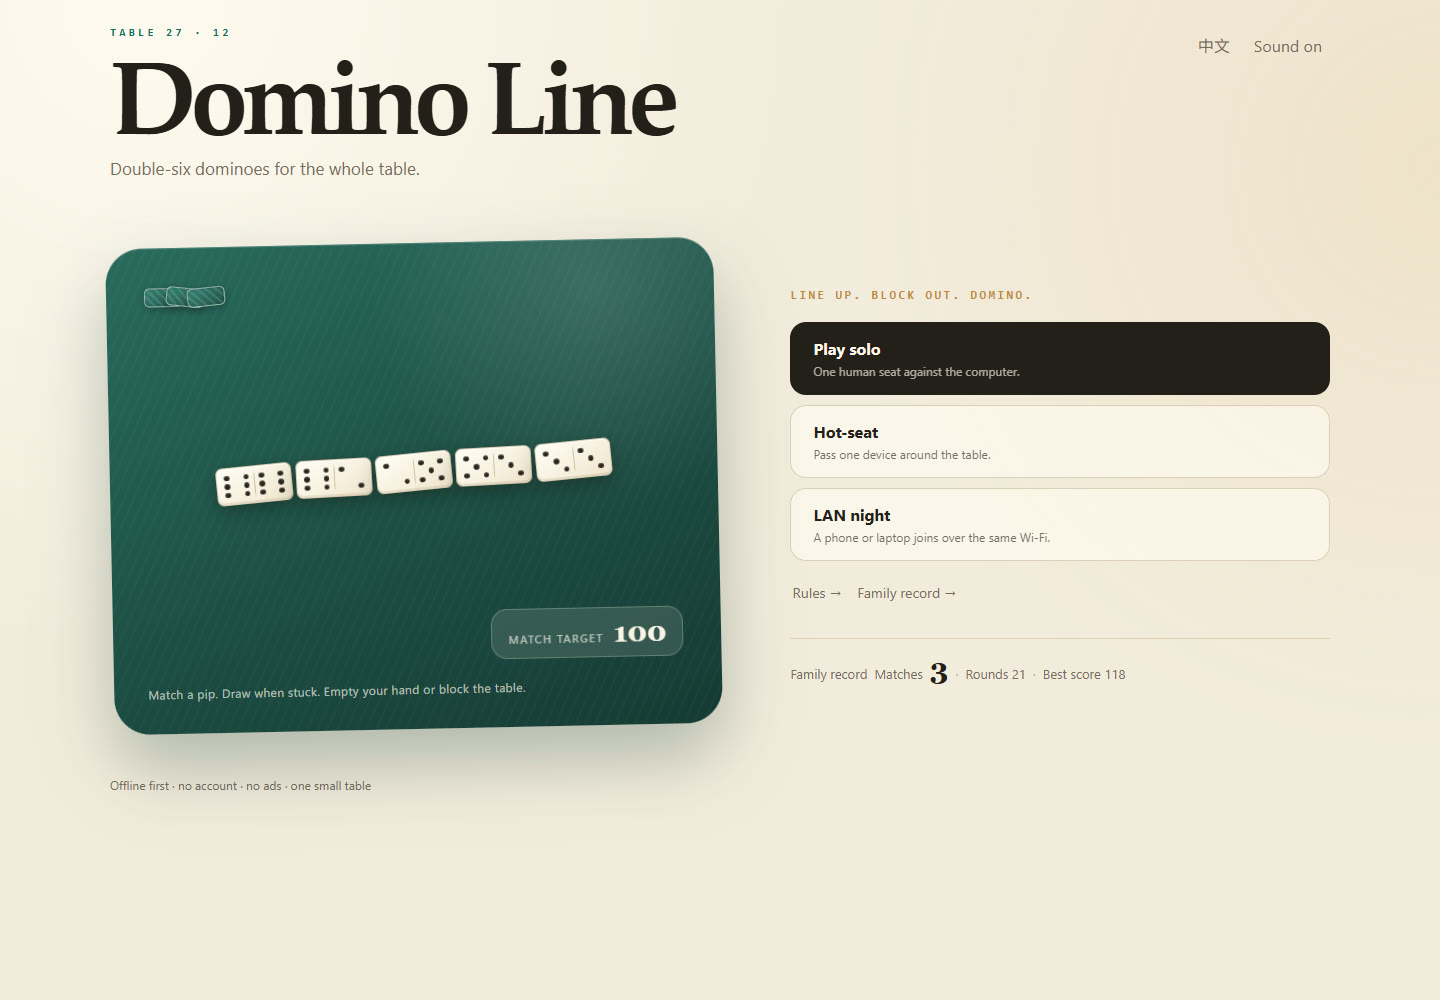 TABLE 27 · 12
Domino Line
Double-six dominoes for the whole table.
中文 Sound on
MATCH TARGET 100
Match a pip. Draw when stuck. Empty your hand or block the table.
LINE UP. BLOCK OUT. DOMINO.
Play solo
One human seat against the computer.
Hot-seat
Pass one device around the table.
LAN night
A phone or laptop joins over the same Wi-Fi.
Rules → Family record →
Family record Matches 3 · Rounds 21 · Best score 118
Offline first · no account · no ads · one small table